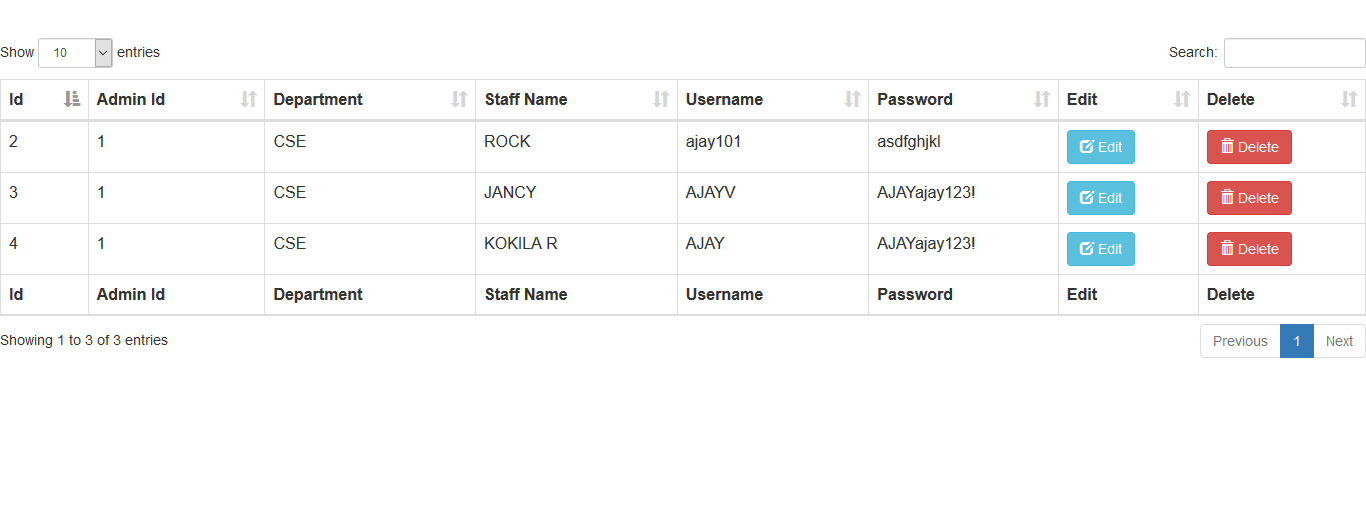 Show 10 entries Search:
Id Admin Id Department Staff Name Username Password Edit Delete
2 1 CSE ROCK ajay101 asdfghjkl Edit Delete
3 1 CSE JANCY AJAYV AJAYajay123! Edit Delete
4 1 CSE KOKILA R AJAY AJAYajay123! Edit Delete
Id Admin Id Department Staff Name Username Password Edit Delete
Showing 1 to 3 of 3 entries Previous 1 Next